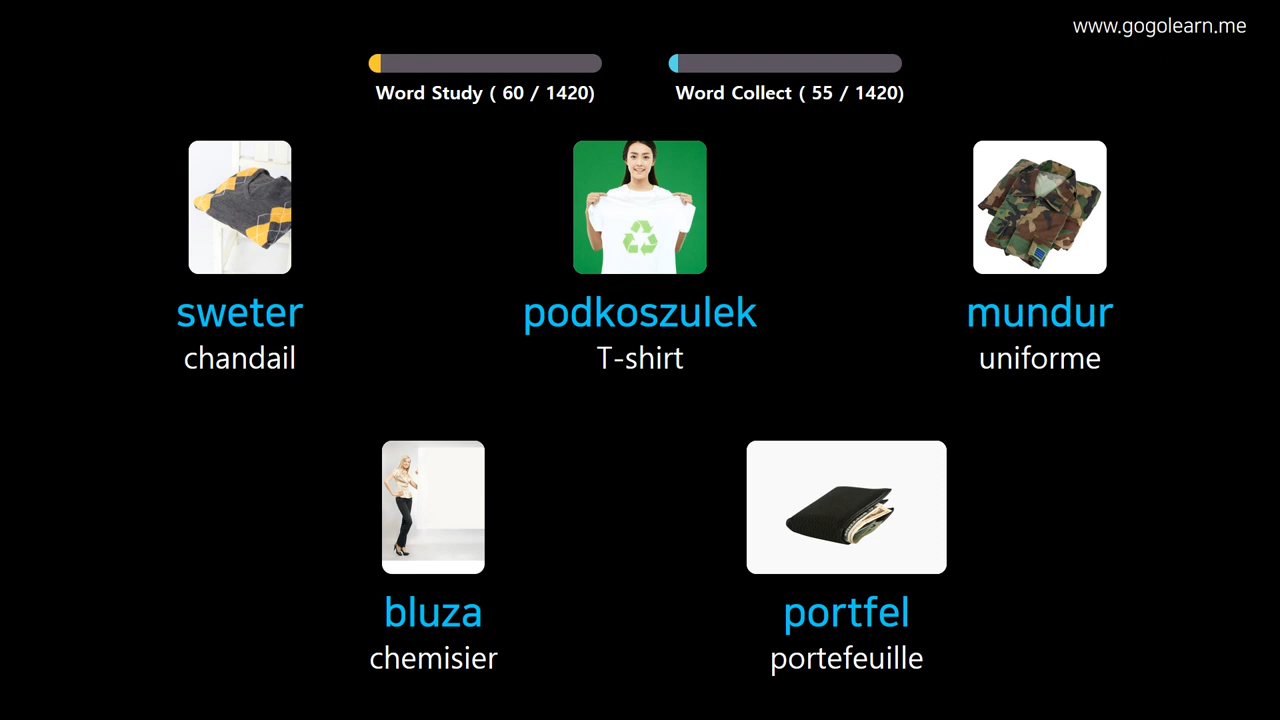 www.gogolearn.me
Word Study ( 60 / 1420)
Word Collect ( 55 / 1420)
sweter
chandail
podkoszulek
T-shirt
mundur
uniforme
bluza
chemisier
portfel
portefeuille